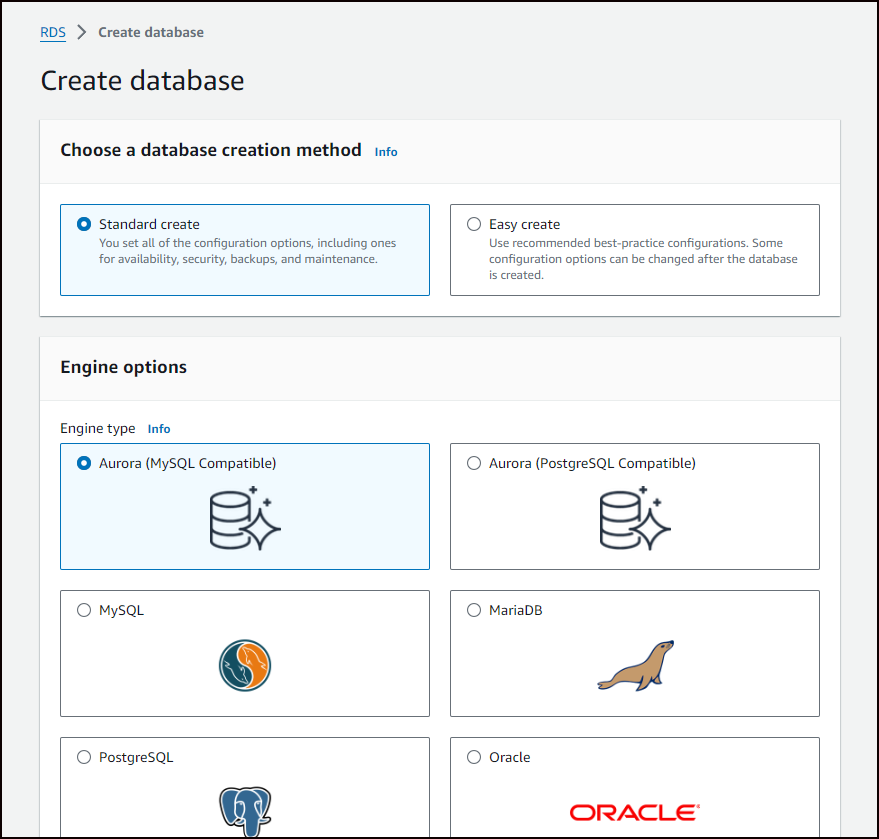 RDS > Create database
Create database
Choose a database creation method Info
Standard create
You set all of the configuration options, including ones
for availability, security, backups, and maintenance.
Easy create
Use recommended best-practice configurations. Some
configuration options can be changed after the database
is created.
Engine options
Engine type Info
Aurora (MySQL Compatible)
Aurora (PostgreSQL Compatible)
MySQL
MariaDB
PostgreSQL
Oracle
ORACLE